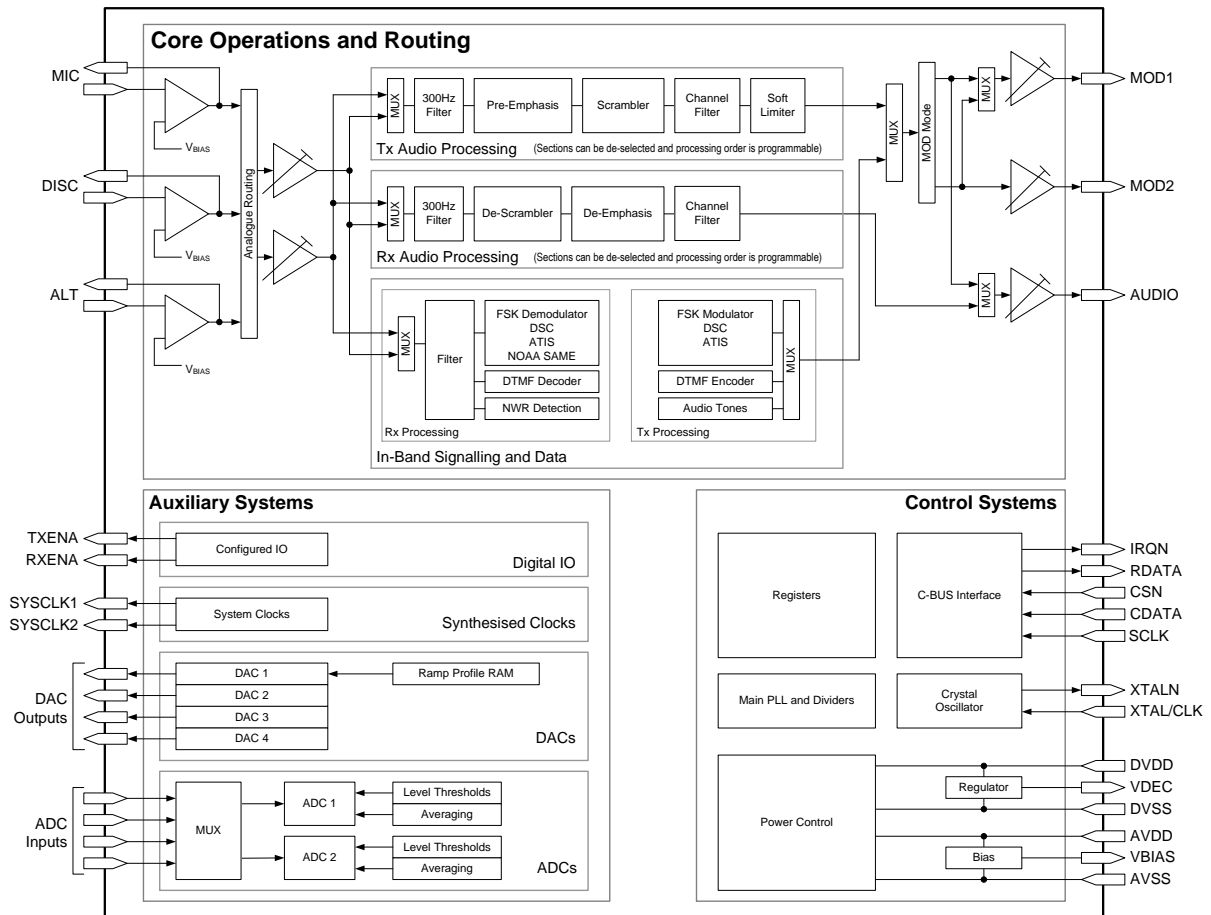 Core Operations and Routing
MIC
VBIAS
DISC
VBIAS
ALT
VBIAS
Analogue Routing
MUX
300Hz
Filter
Pre-Emphasis
Scrambler
Channel
Filter
Soft
Limiter
Tx Audio Processing (Sections can be de-selected and processing order is programmable)
MUX
300Hz
Filter
De-Scrambler
De-Emphasis
Channel
Filter
Rx Audio Processing (Sections can be de-selected and processing order is programmable)
MUX
Filter
FSK Demodulator
DSC
ATIS
NOAA SAME
DTMF Decoder
NWR Detection
Rx Processing
FSK Modulator
DSC
ATIS
DTMF Encoder
Audio Tones
MUX
Tx Processing
In-Band Signalling and Data
MUX
MOD Mode
MUX
MUX
MOD1
MOD2
AUDIO
Auxiliary Systems
TXENA
RXENA
Configured IO
Digital IO
SYSCLK1
SYSCLK2
System Clocks
Synthesised Clocks
DAC
Outputs
DAC 1
DAC 2
DAC 3
DAC 4
Ramp Profile RAM
DACs
ADC
Inputs
MUX
ADC 1
Level Thresholds
Averaging
ADC 2
Level Thresholds
Averaging
ADCs
Control Systems
Registers
C-BUS Interface
IRQN
RDATA
CSN
CDATA
SCLK
Main PLL and Dividers
Crystal
Oscillator
XTALN
XTAL/CLK
Power Control
Regulator
Bias
DVDD
VDEC
DVSS
AVDD
VBIAS
AVSS